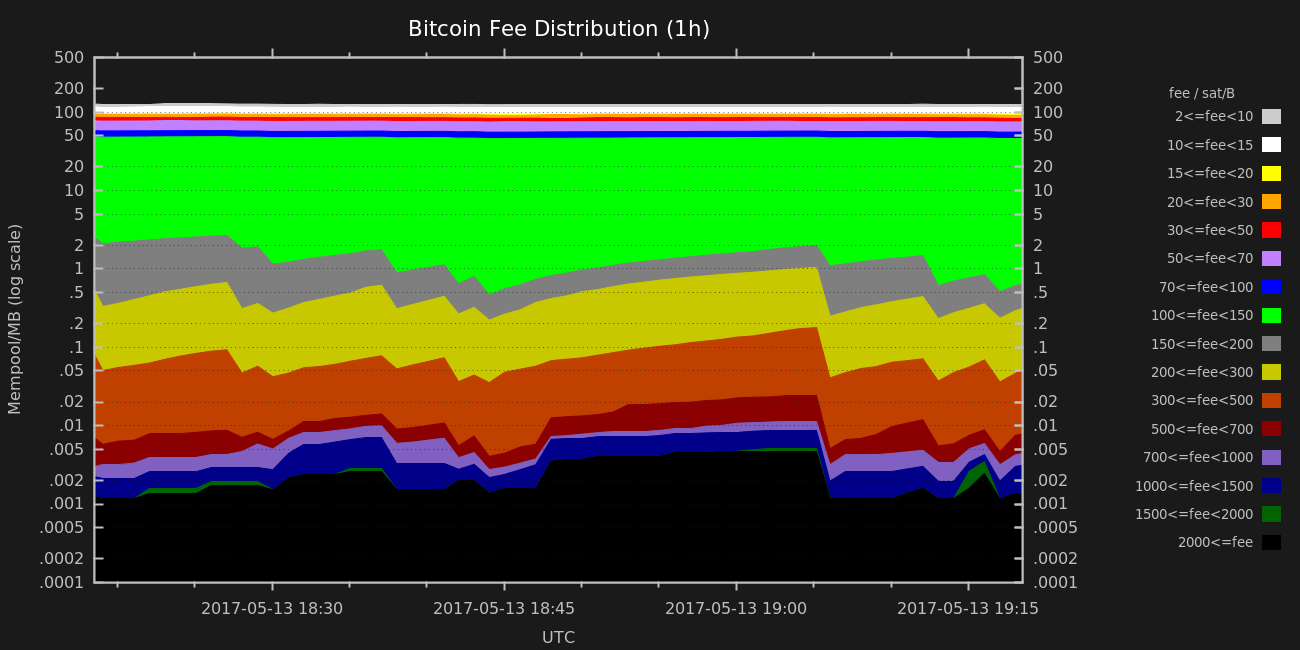 Bitcoin Fee Distribution (1h)
500 500
200 200
100 100
50 50
20 20
10 10
5 5
2 2
1 1
.5 .5
.2 .2
.1 .1
.05 .05
.02 .02
.01 .01
.005 .005
.002 .002
.001 .001
.0005 .0005
.0002 .0002
.0001 .0001
Mempool/MB (log scale)
2017-05-13 18:30 2017-05-13 18:45 2017-05-13 19:00 2017-05-13 19:15
UTC
fee / sat/B
2<=fee<10
10<=fee<15
15<=fee<20
20<=fee<30
30<=fee<50
50<=fee<70
70<=fee<100
100<=fee<150
150<=fee<200
200<=fee<300
300<=fee<500
500<=fee<700
700<=fee<1000
1000<=fee<1500
1500<=fee<2000
2000<=fee